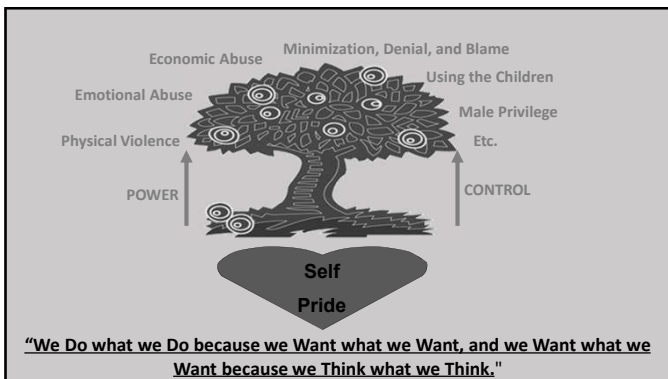 Minimization, Denial, and Blame
Economic Abuse
Using the Children
Emotional Abuse
Male Privilege
Physical Violence
Etc.
POWER
CONTROL
Self
Pride
“We Do what we Do because we Want what we Want, and we Want what we
Want because we Think what we Think."